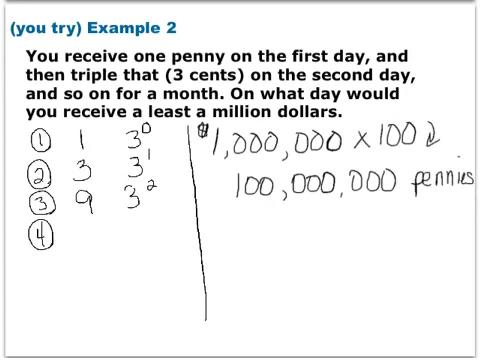 (you try) Example 2
You receive one penny on the first day, and
then triple that (3 cents) on the second day,
and so on for a month. On what day would
you receive a least a million dollars.
① 1 3⁰
② 3 3¹
③ 9 3²
④
$1,000,000 × 100
100,000,000 pennies